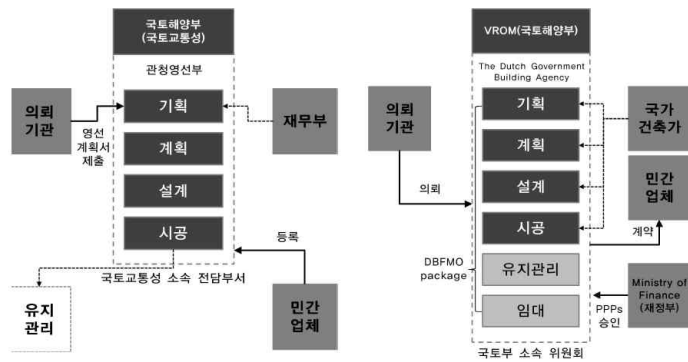 국토해양부
(국토교통성)
관청영선부
의뢰
기관
영선
계획서
제출
기획
재무부
계획
설계
시공
등록
국토교통성 소속 전담부서
유지
관리
민간
업체
VROM(국토해양부)
The Dutch Government
Building Agency
의뢰
기관
의뢰
기획
국가
건축가
계획
설계
민간
업체
시공
계약
DBFMO
package
유지관리
임대
PPPs
승인
Ministry of
Finance
(재정부)
국토부 소속 위원회